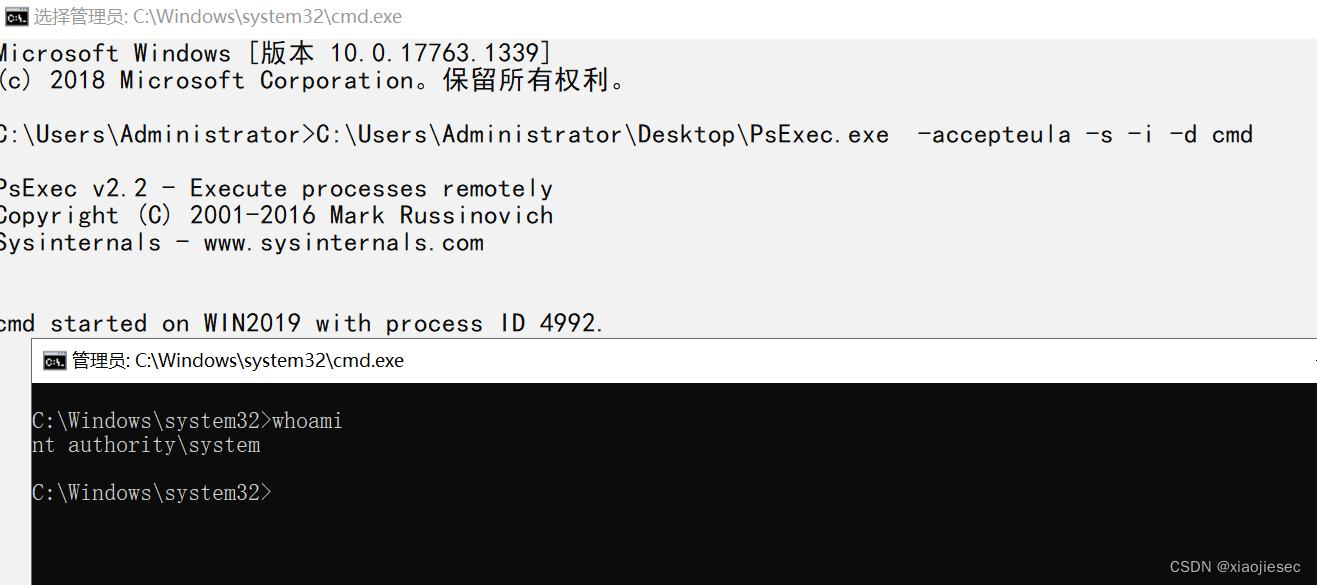 选择管理员: C:\Windows\system32\cmd.exe
Microsoft Windows [版本 10.0.17763.1339]
(c) 2018 Microsoft Corporation。保留所有权利。
C:\Users\Administrator>C:\Users\Administrator\Desktop\PsExec.exe  -accepteula -s -i -d cmd
PsExec v2.2 - Execute processes remotely
Copyright (C) 2001-2016 Mark Russinovich
Sysinternals - www.sysinternals.com
cmd started on WIN2019 with process ID 4992.
管理员: C:\Windows\system32\cmd.exe
C:\Windows\system32>whoami
nt authority\system
C:\Windows\system32>
CSDN @xiaojiesec